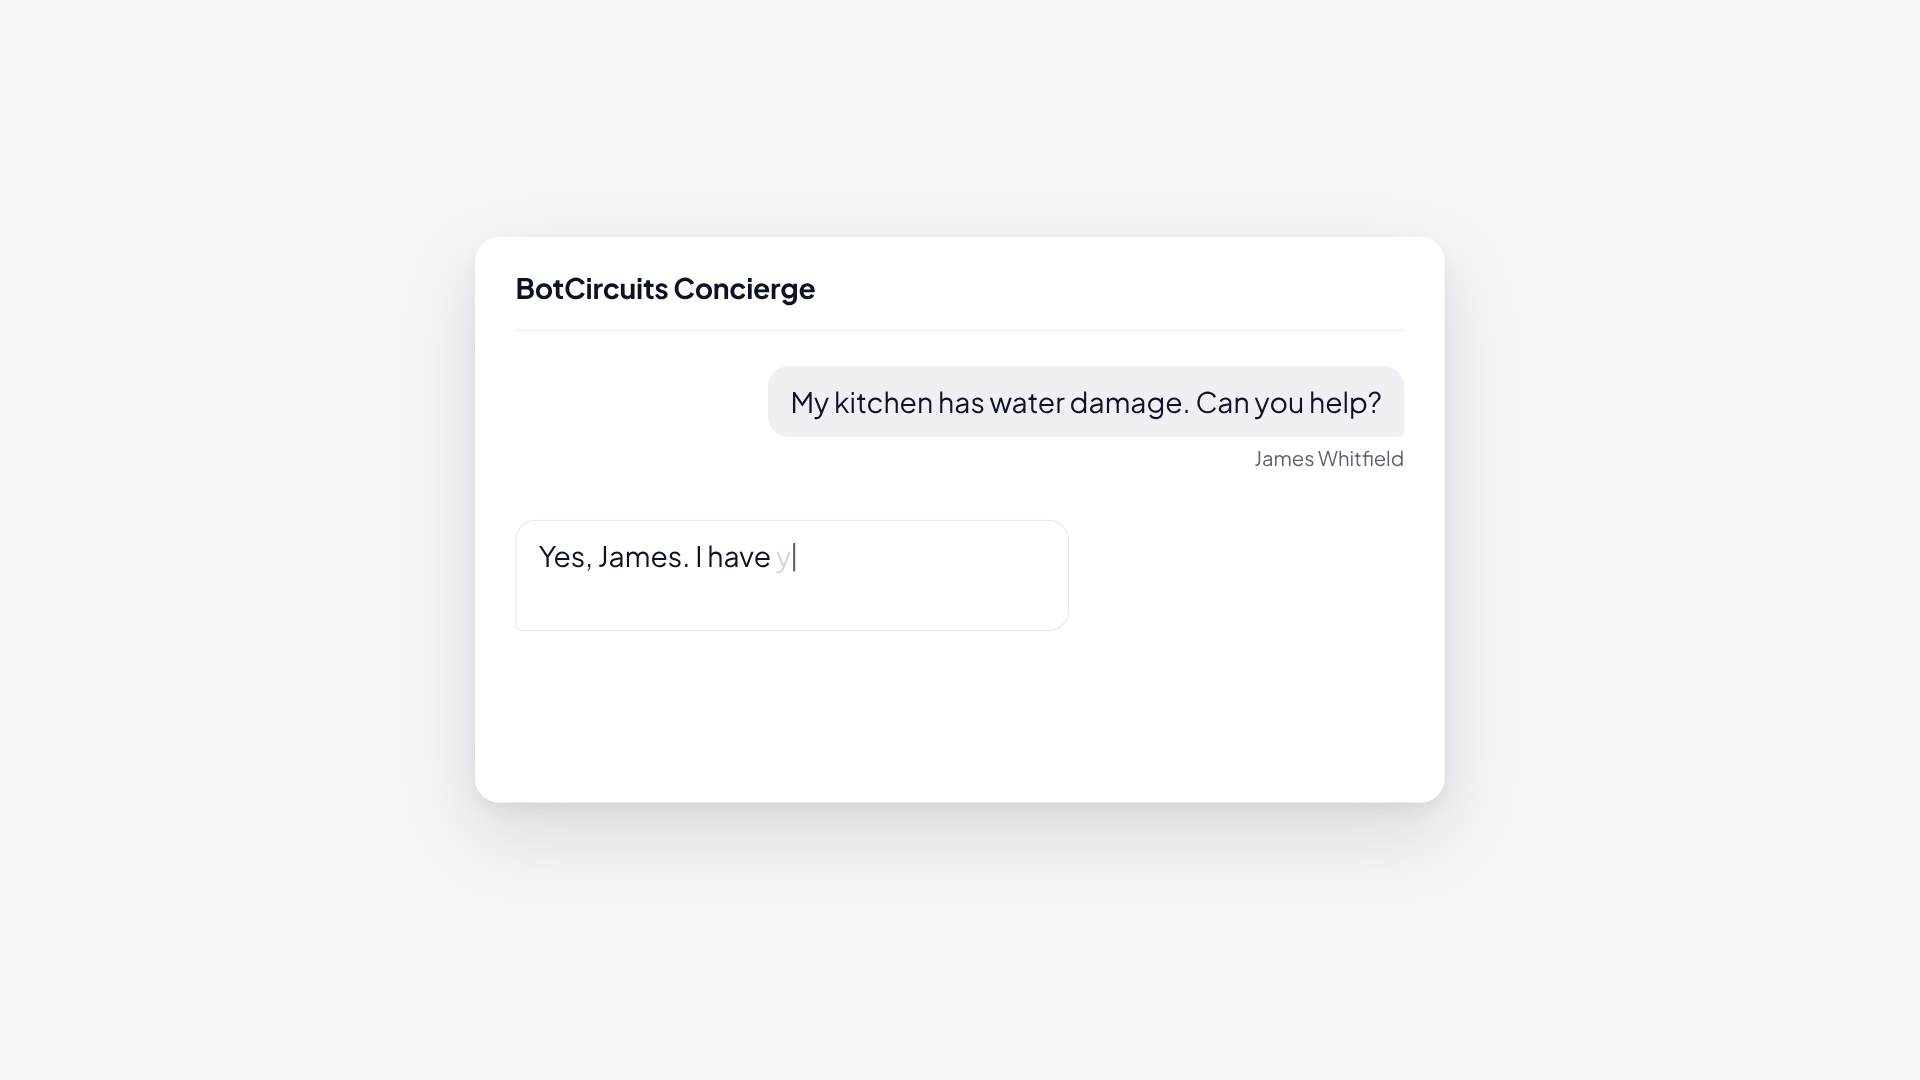 BotCircuits Concierge
My kitchen has water damage. Can you help?
James Whitfield
Yes, James. I have y